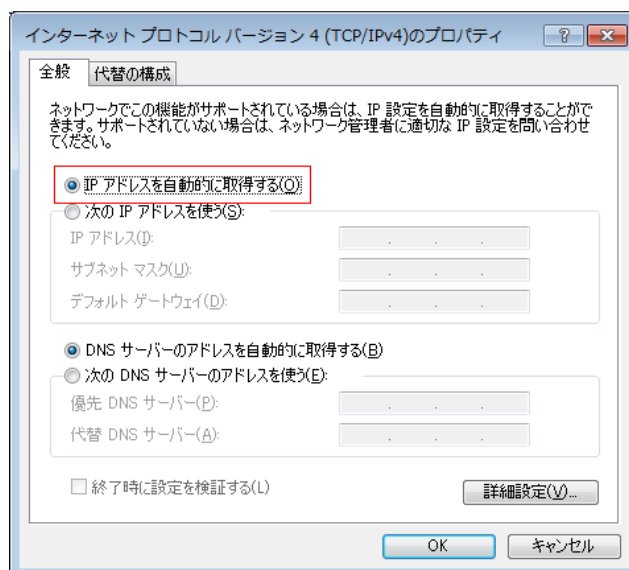 インターネット プロトコル バージョン 4 (TCP/IPv4)のプロパティ
全般
代替の構成
ネットワークでこの機能がサポートされている場合は、IP 設定を自動的に取得することがで
きます。サポートされていない場合は、ネットワーク管理者に適切な IP 設定を問い合わせ
てください。
IP アドレスを自動的に取得する(O)
次の IP アドレスを使う(S):
IP アドレス(I):
サブネット マスク(U):
デフォルト ゲートウェイ(D):
DNS サーバーのアドレスを自動的に取得する(B)
次の DNS サーバーのアドレスを使う(E):
優先 DNS サーバー(P):
代替 DNS サーバー(A):
終了時に設定を検証する(L)
詳細設定(V)...
OK
キャンセル